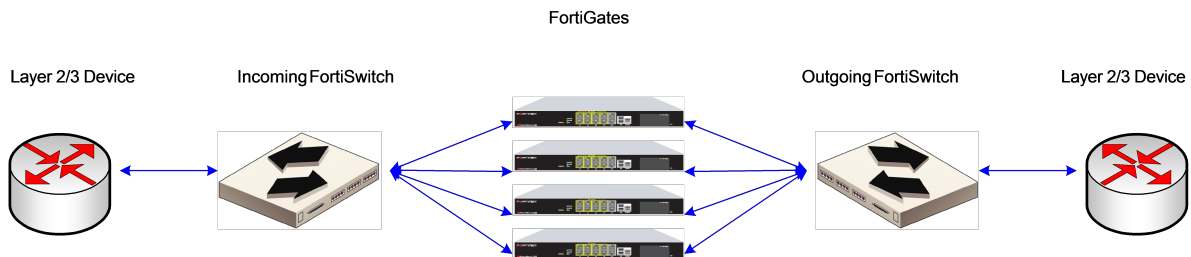 FortiGates
Layer 2/3 Device
Incoming FortiSwitch
Outgoing FortiSwitch
Layer 2/3 Device